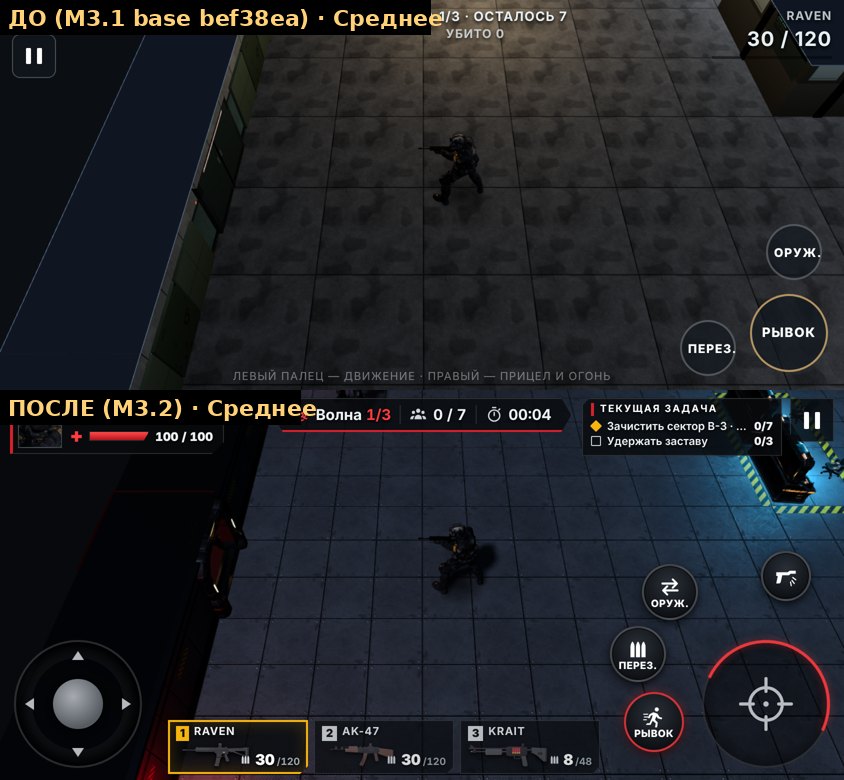 ДО (M3.1 base bef38ea) · Среднее
1/3 · ОСТАЛОСЬ 7
УБИТО 0
RAVEN
30 / 120
ОРУЖ.
РЫВОК
ПЕРЕЗ.
ЛЕВЫЙ ПАЛЕЦ — ДВИЖЕНИЕ · ПРАВЫЙ — ПРИЦЕЛ И ОГОНЬ
ПОСЛЕ (M3.2) · Среднее
Волна 1/3
0 / 7
00:04
100 / 100
ТЕКУЩАЯ ЗАДАЧА
Зачистить сектор B-3 · ... 0/7
Удержать заставу 0/3
ОРУЖ.
ПЕРЕЗ.
РЫВОК
1 RAVEN
30 /120
2 AK-47
30 /120
3 KRAIT
8 /48